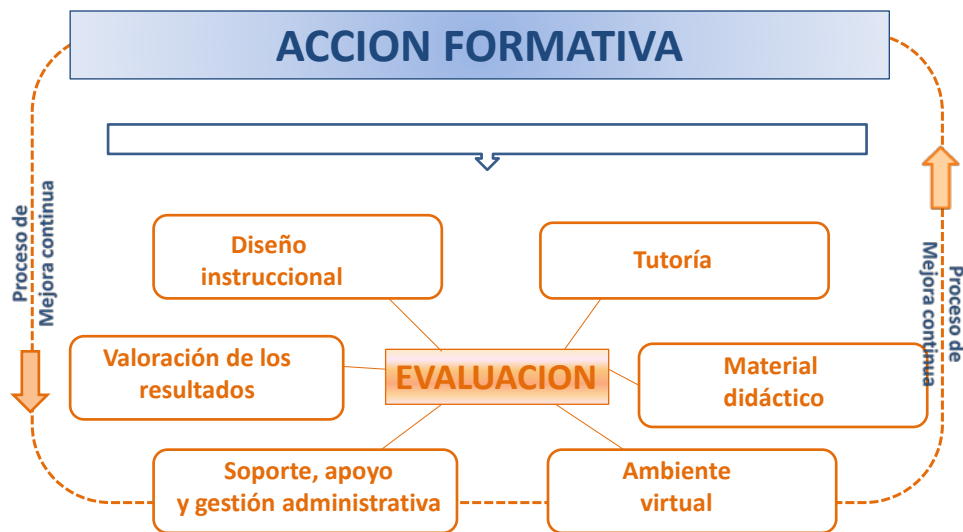 ACCION FORMATIVA
Proceso de
Mejora continua
Proceso de
Mejora continua
Diseño
instruccional
Tutoría
Valoración de los
resultados
EVALUACION
Material
didáctico
Soporte, apoyo
y gestión administrativa
Ambiente
virtual